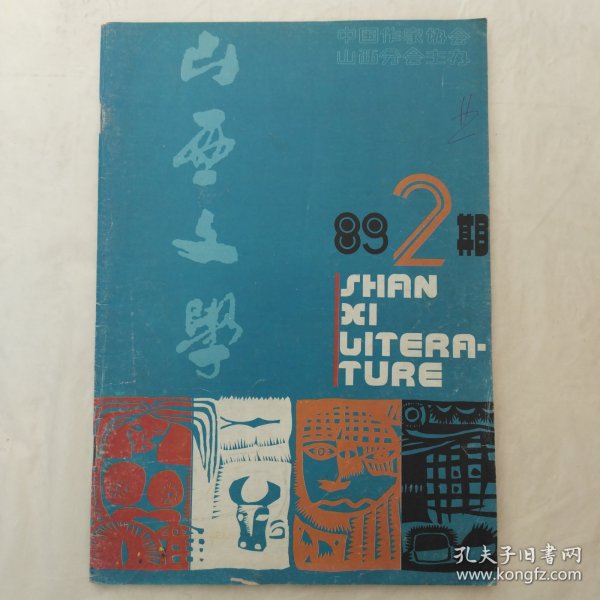 中国作家协会
山西分会主办
山西文學
89 2 期
SHAN
XI
LITERA-
TURE
孔夫子旧书网
www.kongfz.com